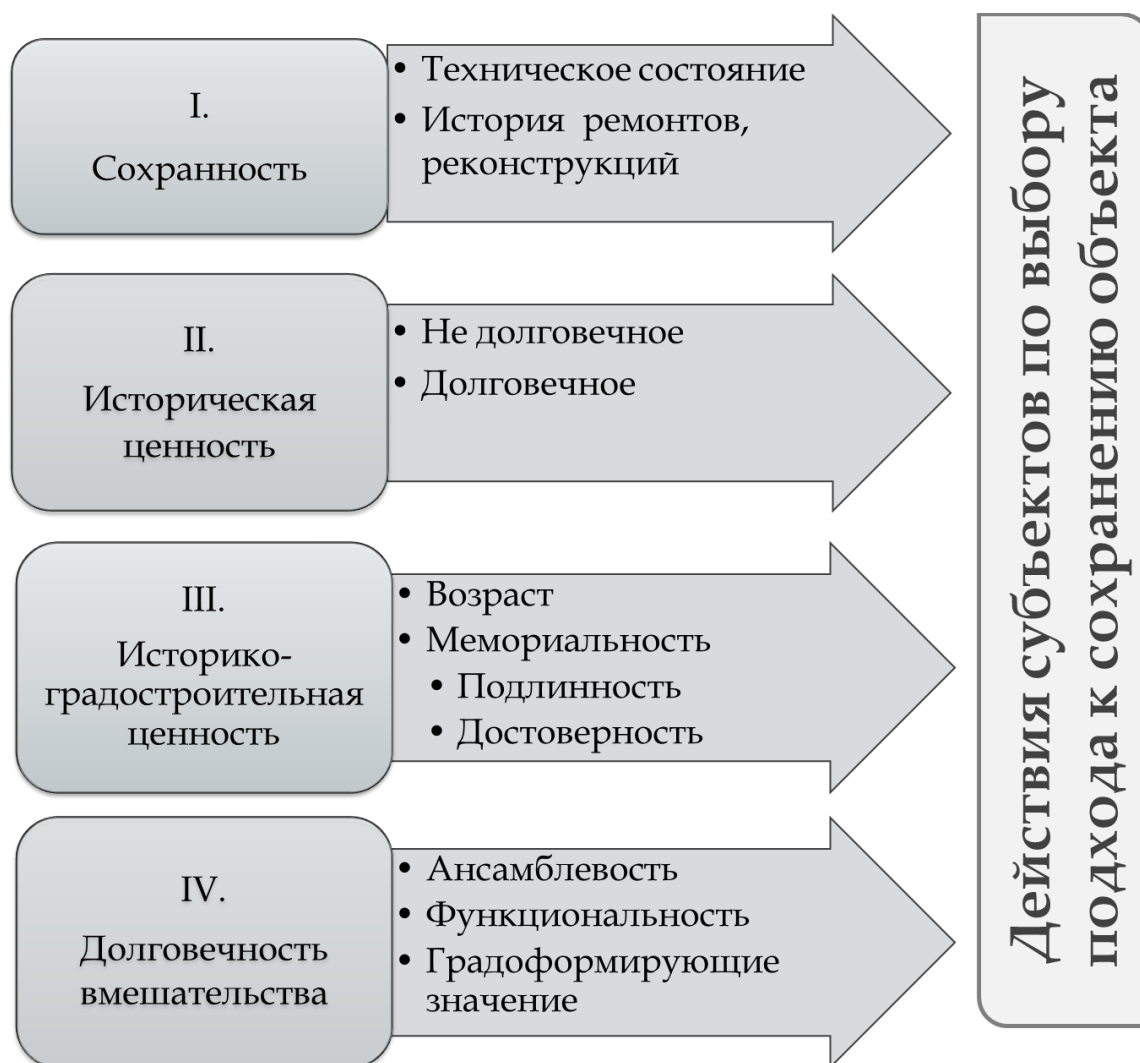 I.
Сохранность
• Техническое состояние
• История ремонтов,
реконструкций
II.
Историческая
ценность
• Не долговечное
• Долговечное
III.
Историко-
градостроительная
ценность
• Возраст
• Мемориальность
• Подлинность
• Достоверность
IV.
Долговечность
вмешательства
• Ансамблевость
• Функциональность
• Градоформирующие
значение
Действия субъектов по выбору
подхода к сохранению объекта